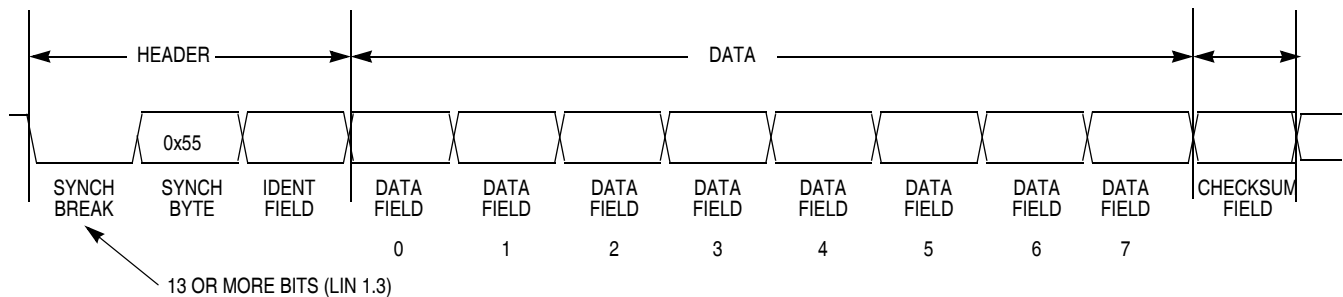 HEADER
DATA
0x55
SYNCH BREAK
SYNCH BYTE
IDENT FIELD
DATA FIELD 0
DATA FIELD 1
DATA FIELD 2
DATA FIELD 3
DATA FIELD 4
DATA FIELD 5
DATA FIELD 6
DATA FIELD 7
CHECKSUM FIELD
13 OR MORE BITS (LIN 1.3)